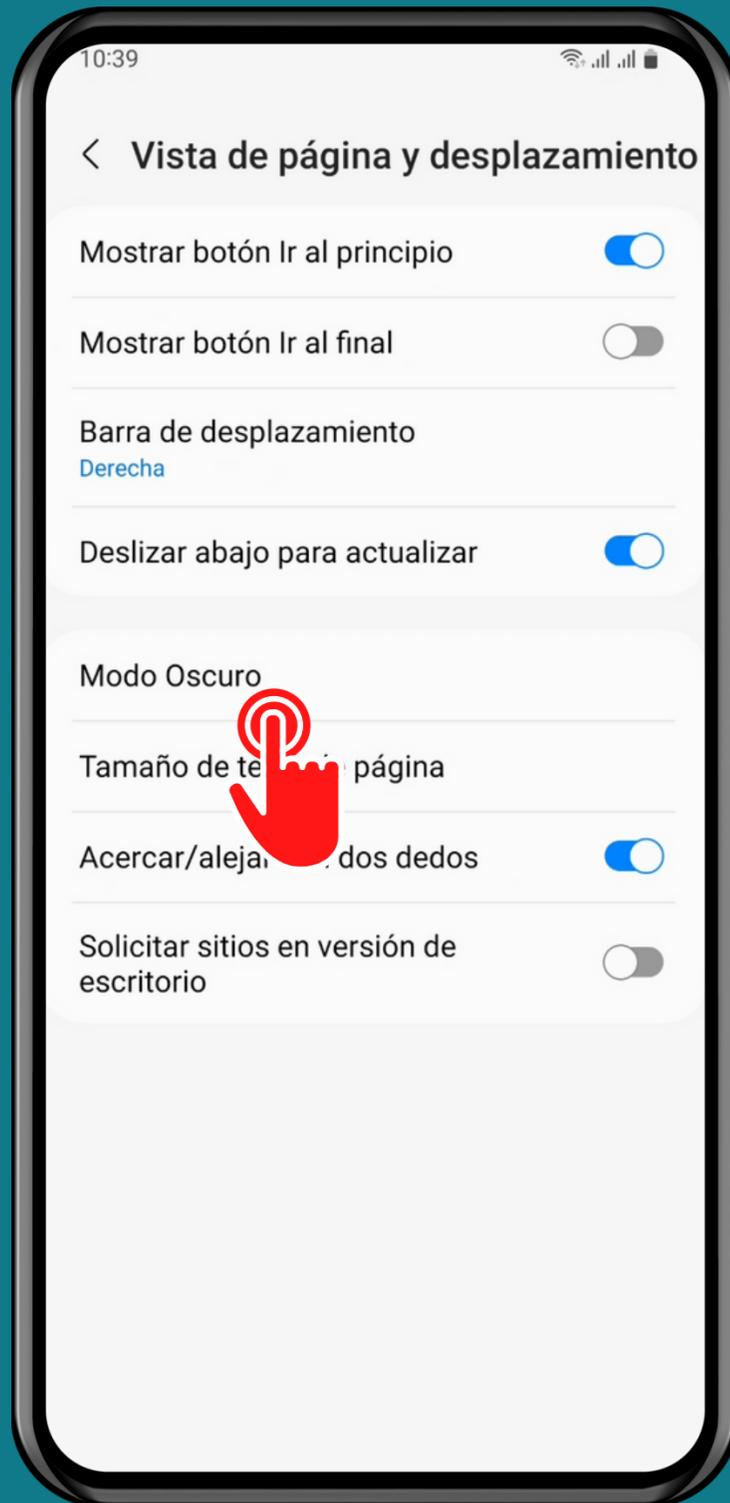 10:39
Vista de página y desplazamiento
Mostrar botón Ir al principio
Mostrar botón Ir al final
Barra de desplazamiento
Derecha
Deslizar abajo para actualizar
Modo Oscuro
Tamaño de página
Acercar/alejar dos dedos
Solicitar sitios en versión de
escritorio